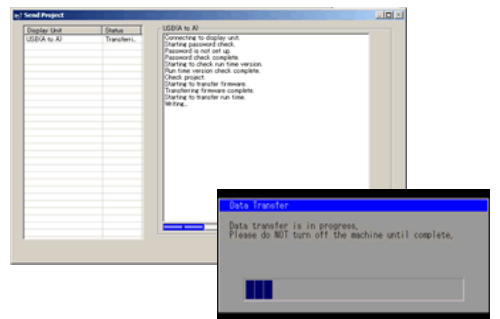 Send Project
Display Unit Status
USB(A to A) Transferri..
USB(A to A)
Connecting to display unit.
Starting password check.
Password is not set up.
Password check complete.
Starting to check run time version.
Run time version check complete.
Check project.
Starting to transfer firmware.
Transferring firmware complete.
Starting to transfer run time.
Writing..
Data Transfer
Data transfer is in progress,
Please do NOT turn off the machine until complete,